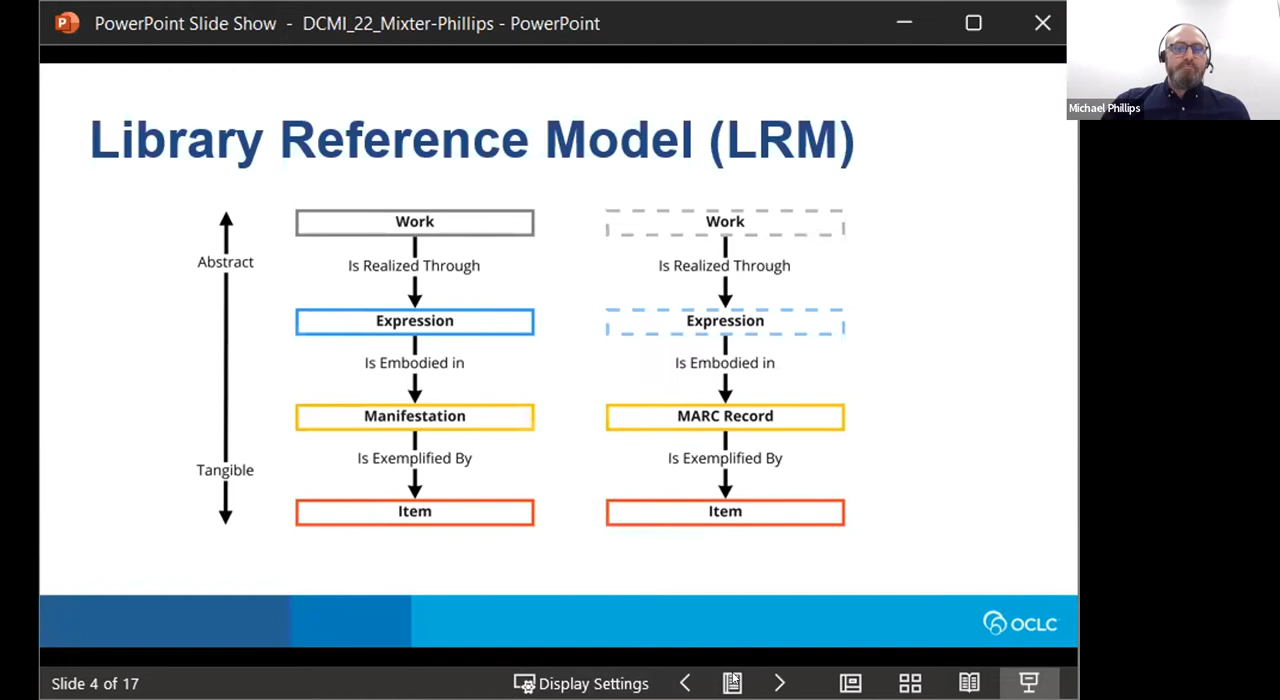 PowerPoint Slide Show - DCMI_22_Mixter-Phillips - PowerPoint
Michael Phillips
Library Reference Model (LRM)
Work Work
Abstract Is Realized Through Is Realized Through
Expression Expression
Is Embodied in Is Embodied in
Manifestation MARC Record
Tangible Is Exemplified By Is Exemplified By
Item Item
OCLC
Slide 4 of 17 Display Settings